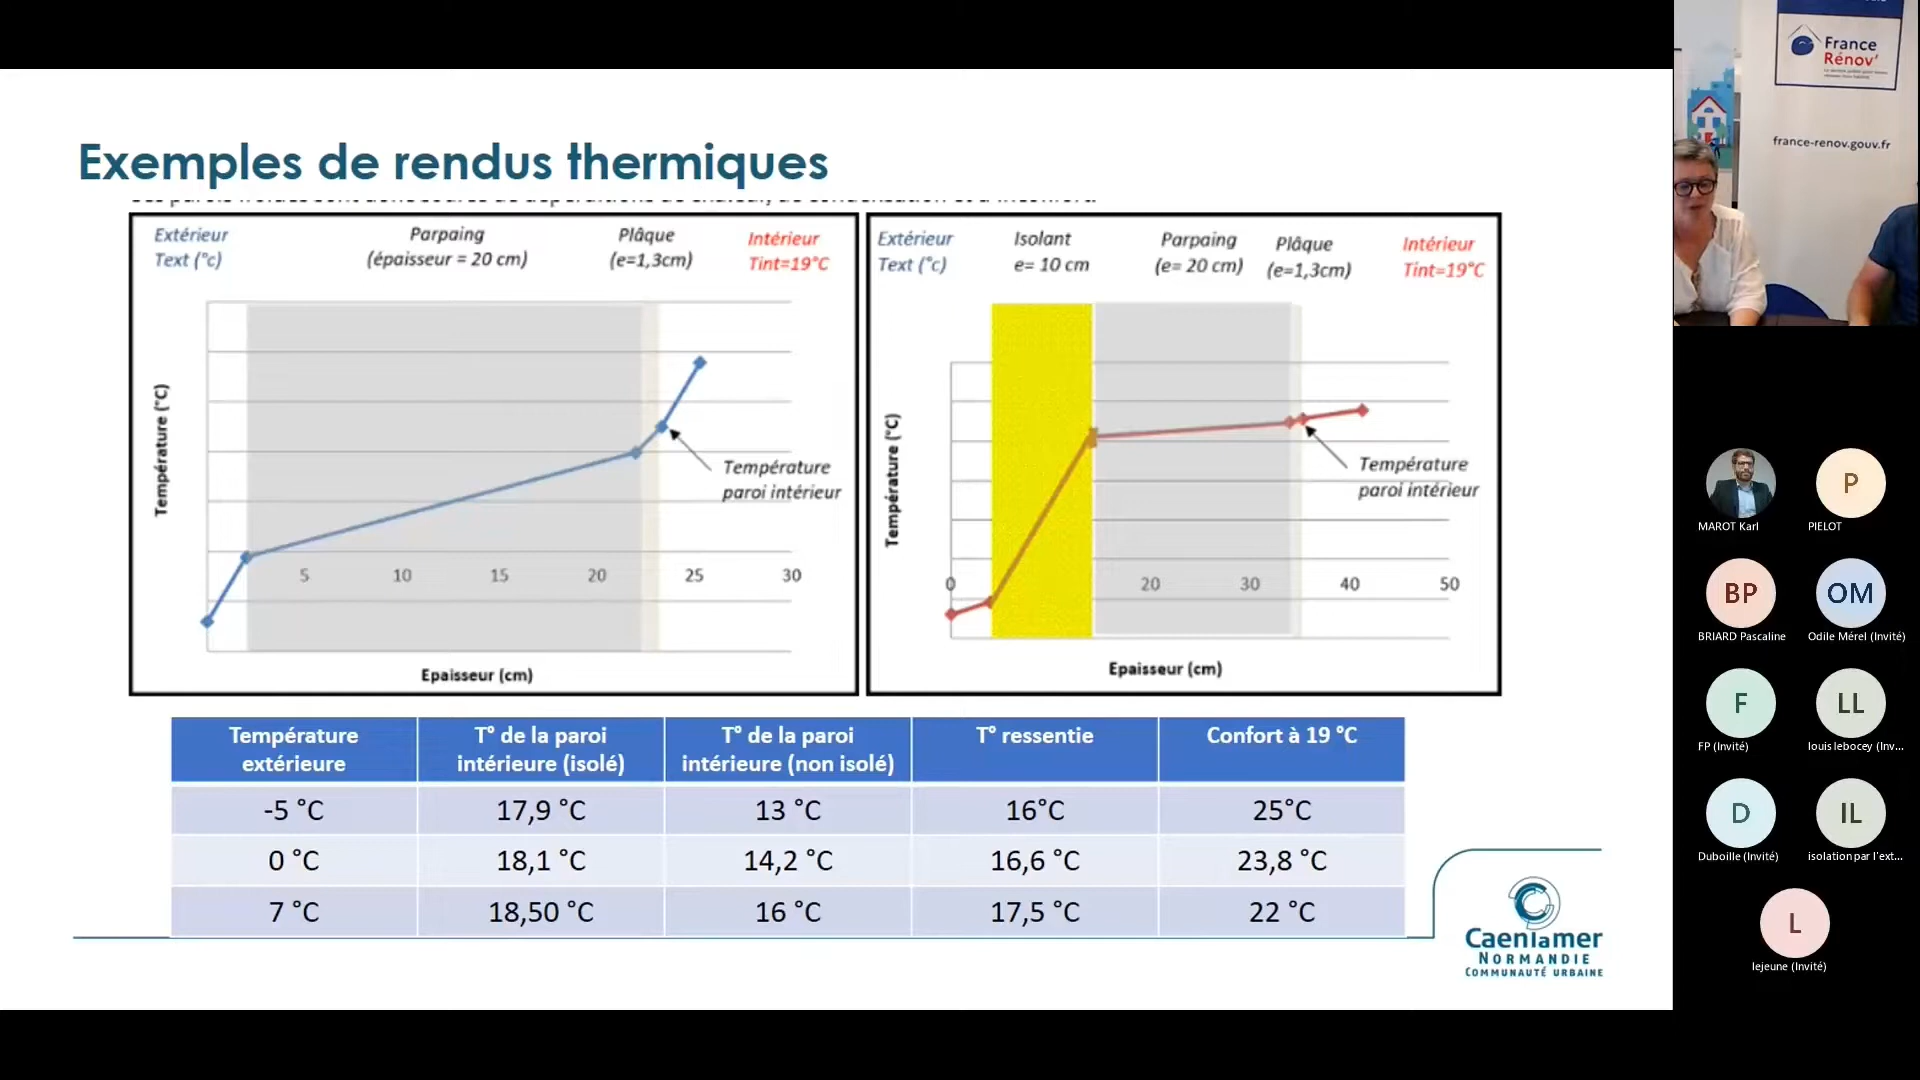 Exemples de rendus thermiques
Extérieur
Text (°c)
Parpaing
(épaisseur = 20 cm)
Plâque
(e=1,3cm)
Intérieur
Tint=19°C
Température (°C)
Température
paroi intérieur
5 10 15 20 25 30
Epaisseur (cm)
Extérieur
Text (°c)
Isolant
e= 10 cm
Parpaing
(e= 20 cm)
Plâque
(e=1,3cm)
Intérieur
Tint=19°C
Température (°C)
Température
paroi intérieur
0 20 30 40 50
Epaisseur (cm)
Température
extérieure
T° de la paroi
intérieure (isolé)
T° de la paroi
intérieure (non isolé)
T° ressentie
Confort à 19 °C
-5 °C 17,9 °C 13 °C 16°C 25°C
0 °C 18,1 °C 14,2 °C 16,6 °C 23,8 °C
7 °C 18,50 °C 16 °C 17,5 °C 22 °C
Caenlamer
NORMANDIE
COMMUNAUTÉ URBAINE
France
Rénov'
france-renov.gouv.fr
MAROT Karl
P
PIELOT
BP
BRIARD Pascaline
OM
Odile Mérel (Invité)
F
FP (Invité)
LL
louis lebocey (Inv...
D
Duboille (Invité)
IL
isolation par l'ext...
L
lejeune (Invité)